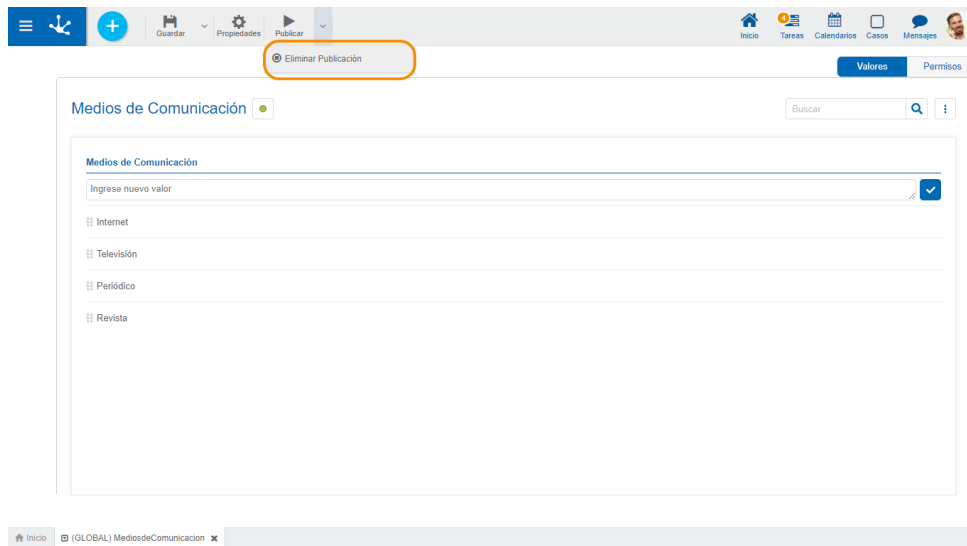 Guardar Propiedades Publicar Inicio 4 Tareas Calendarios Casos Mensajes
Eliminar Publicación
Valores Permisos
Medios de Comunicación Buscar
Medios de Comunicación
Ingrese nuevo valor
Internet
Televisión
Periódico
Revista
Inicio (GLOBAL) MediosdeComunicacion